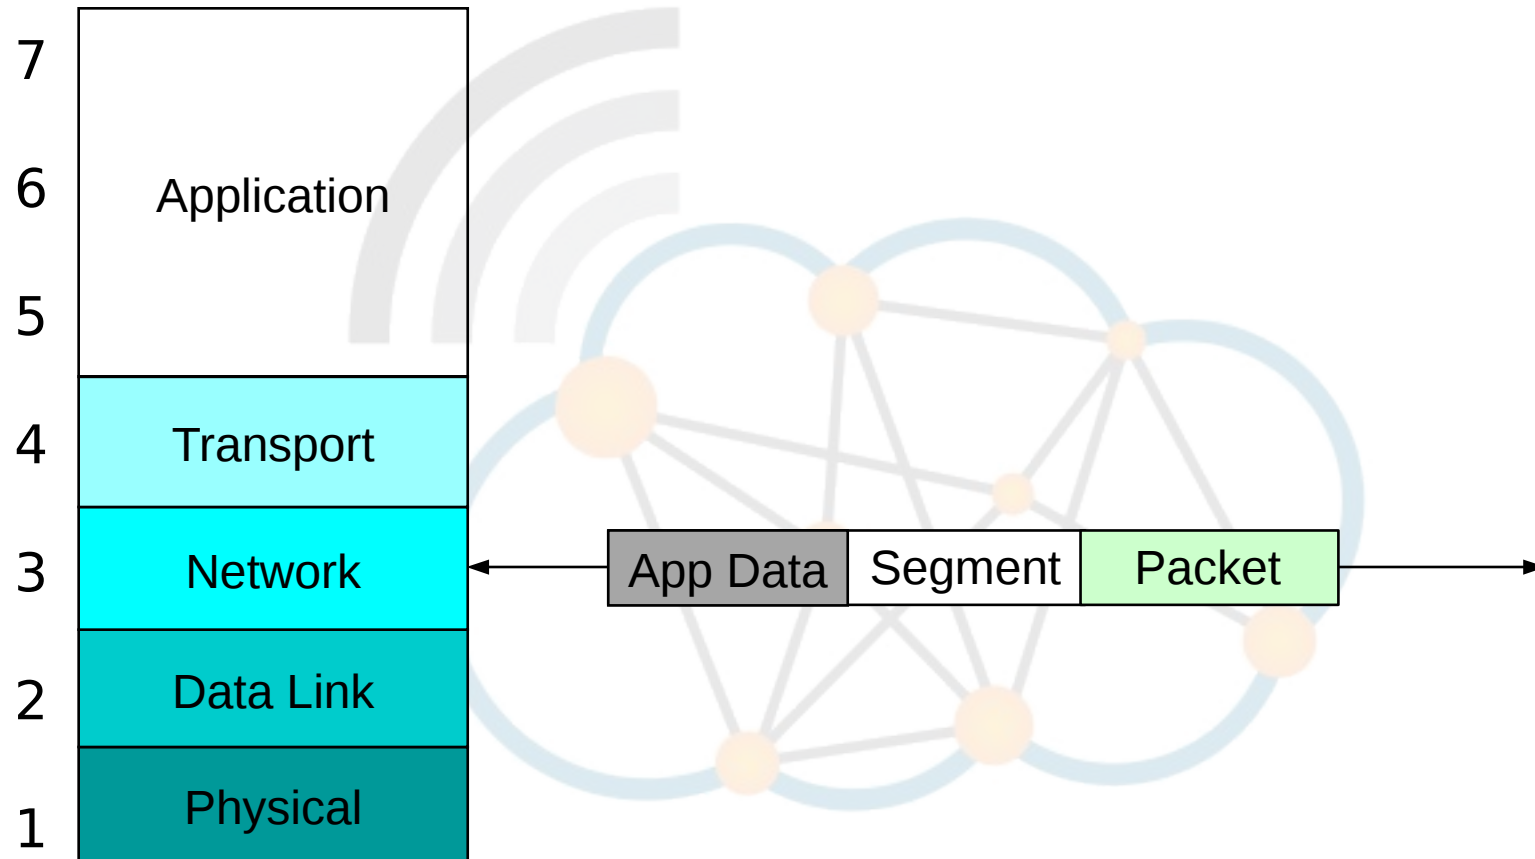 7
6
Application
5
4
Transport
3
Network
App Data Segment Packet
2
Data Link
1
Physical